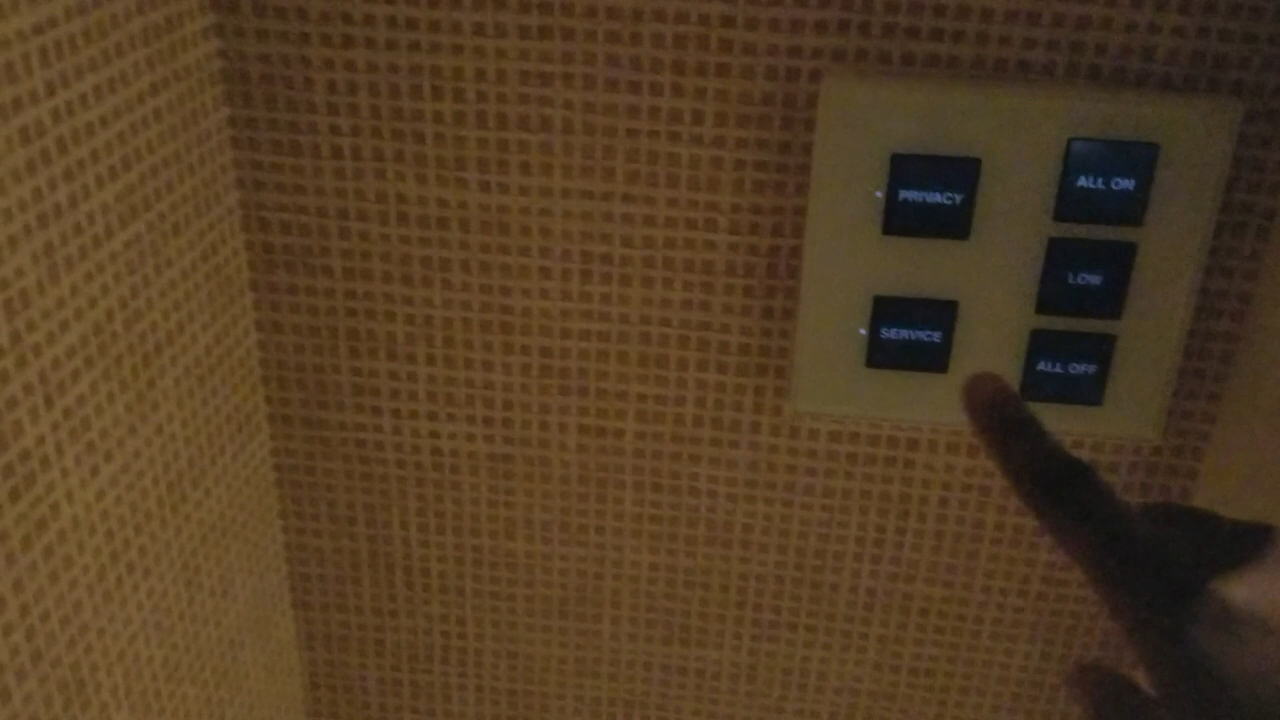 PRIVACY
SERVICE
ALL ON
LOW
ALL OFF